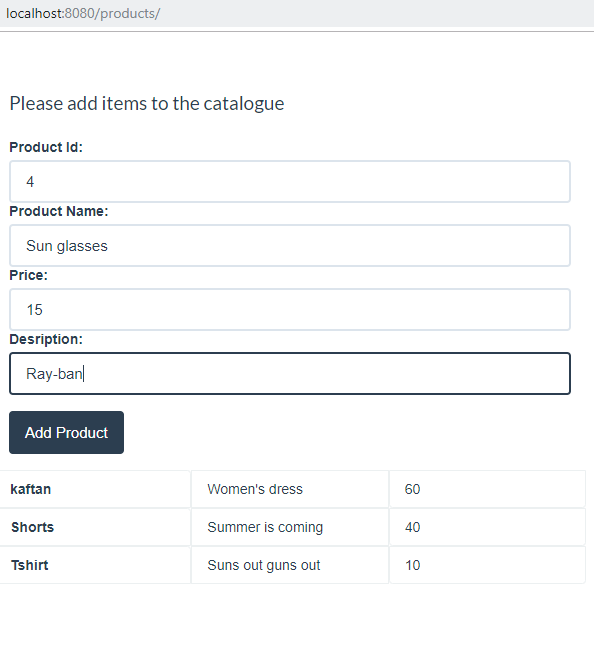 localhost:8080/products/
Please add items to the catalogue
Product Id:
4
Product Name:
Sun glasses
Price:
15
Desription:
Ray-ban
Add Product
kaftan Women's dress 60
Shorts Summer is coming 40
Tshirt Suns out guns out 10